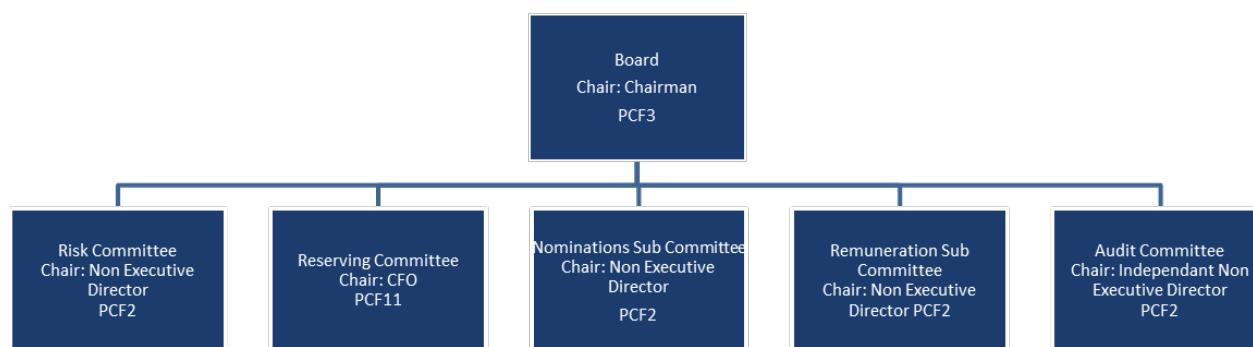 Board
Chair: Chairman
PCF3
Risk Committee
Chair: Non Executive
Director
PCF2
Reserving Committee
Chair: CFO
PCF11
Nominations Sub Committee
Chair: Non Executive
Director
PCF2
Remuneration Sub
Committee
Chair: Non Executive
Director PCF2
Audit Committee
Chair: Independant Non
Executive Director
PCF2